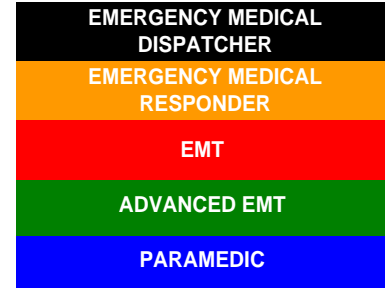 EMERGENCY MEDICAL
DISPATCHER
EMERGENCY MEDICAL
RESPONDER
EMT
ADVANCED EMT
PARAMEDIC